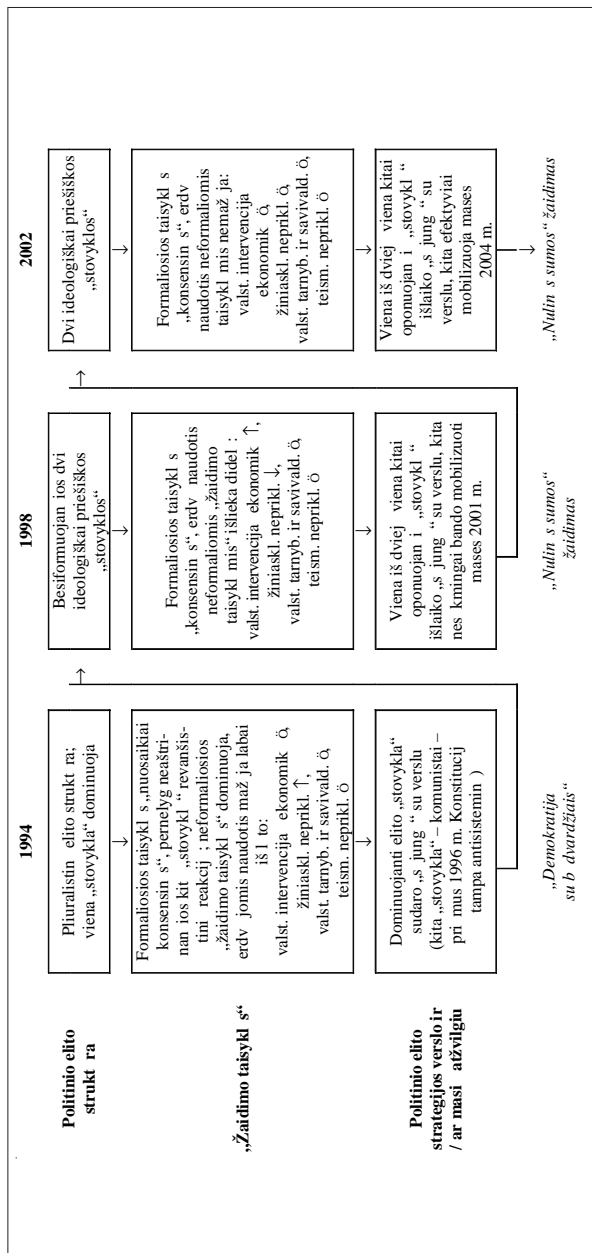 1994
1998
2002
Politinio elito
strukt ra
Pliuralistin elito strukt ra;
viena „stovykla“ dominuoja
Besiformuojan ios dvi
ideologiškai priešiškos
„stovyklos“
Dvi ideologiškai priešiškos
„stovyklos“
→
→
„Žaidimo taisykl s“
Formaliosios taisykl s „nuosaikiai
konsensin s“, pernelyg neaštri-
nan ios kit „stovykl “ revanšis-
tini reakcij ; neformaliosios
„žaidimo taisykl s“ dominuoja,
erdv jomis naudotis maž ja labai
iš l to:
valst. intervencija ekonomik ö,
žiniaskl. neprikl. ↑,
valst. tarnyb. ir savivald. ö,
teism. neprikl. ö
→
Formaliosios taisykl s
„konsensin s“, erdv naudotis
neformaliomis „žaidimo
taisykl mis“ išlieka didel :
valst. intervencija ekonomik ↑,
žiniaskl. neprikl. ↓,
valst. tarnyb. ir savivald. ö,
teism. neprikl. ö
→
Formaliosios taisykl s
„konsensin s“, erdv
naudotis neformaliomis
taisykl mis nemaž ja:
valst. intervencija
ekonomik ö,
žiniaskl. neprikl. ö,
valst. tarnyb. ir savivald. ö,
teism. neprikl. ö
→
→
→
Politinio elito
strategijos verslo ir
/ ar masi atžvilgiu
Dominuojanti elito „stovykla“
sudaro „s jung “ su verslu
(kita „stovykla“ – komunistai –
pri mus 1996 m. Konstitucij
tampa antisistemin )
Viena iš dviej viena kitai
oponuojan i „stovykl “
išlaiko „s jung “ su verslu, kita
nes kmingai bando mobilizuoti
mases 2001 m.
Viena iš dviej viena kitai
oponuojan i „stovykl “
išlaiko „s jung “ su
verslu, kita efektyviai
mobilizuoja mases
2004 m.
→
„Demokratija
su b dvardžiais“
„Nulin s sumos“
žaidimas
„Nulin s sumos“ žaidimas